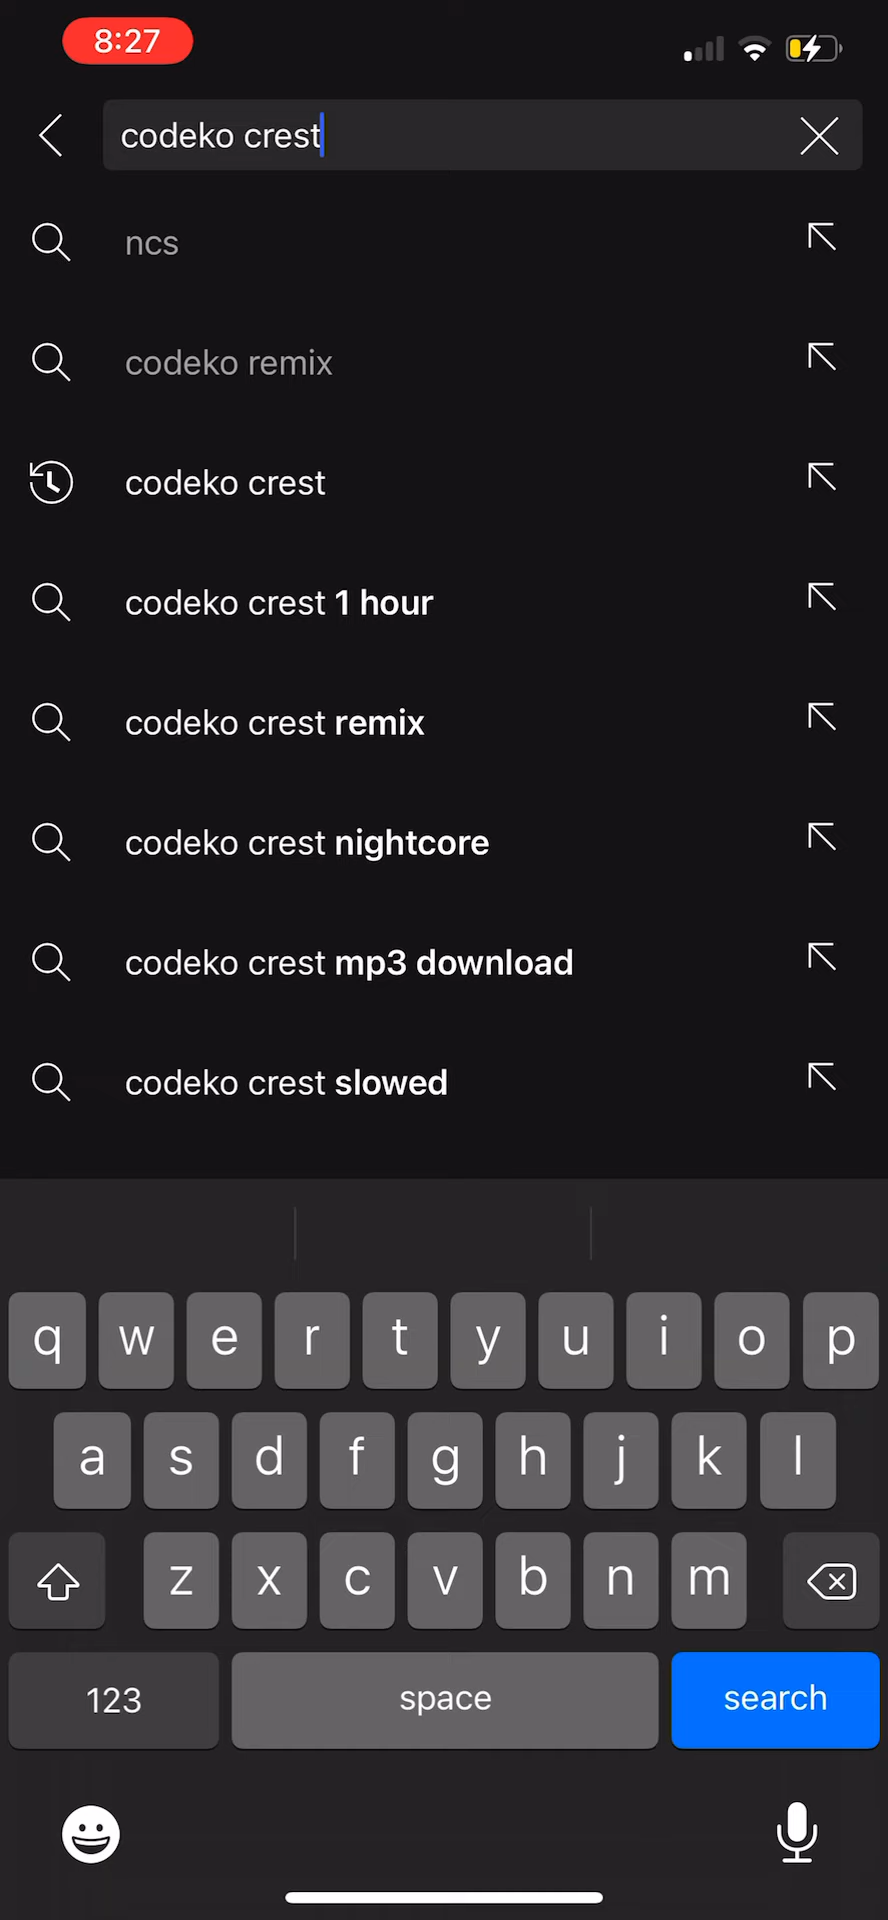 8:27
codeko crest
ncs
codeko remix
codeko crest
codeko crest 1 hour
codeko crest remix
codeko crest nightcore
codeko crest mp3 download
codeko crest slowed
q w e r t y u i o p
a s d f g h j k l
z x c v b n m
123 space search